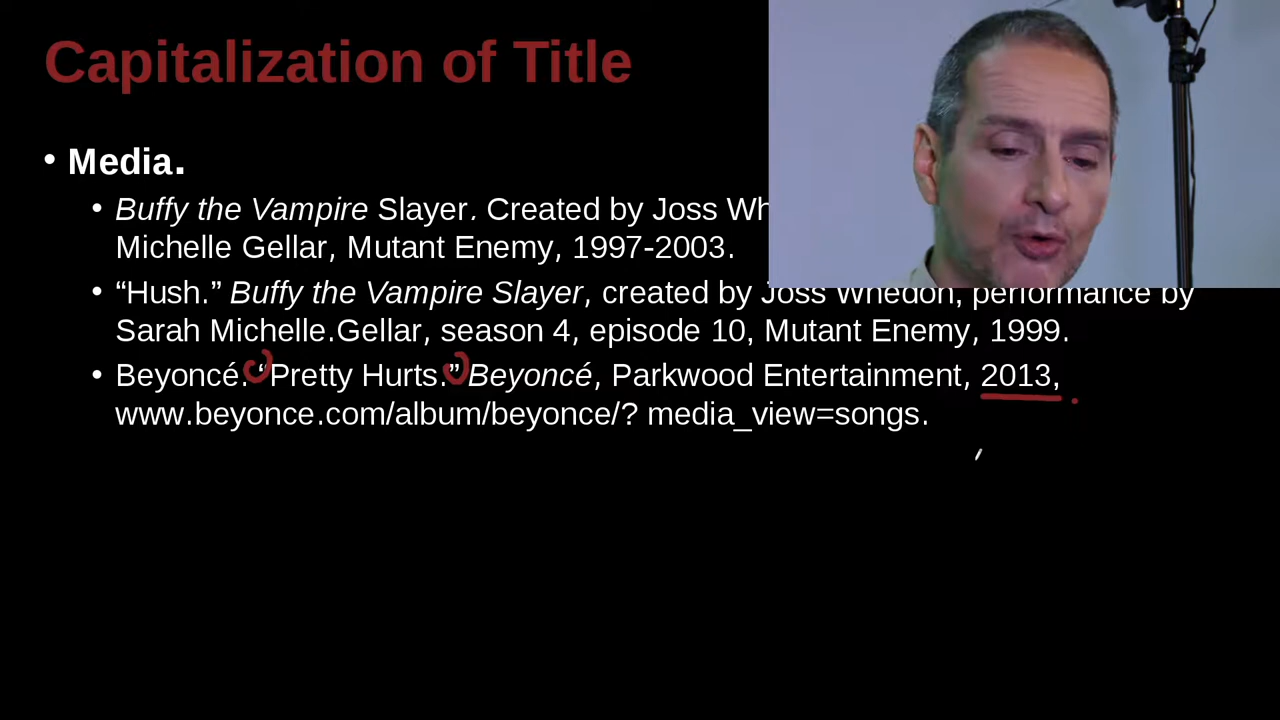 Capitalization of Title
• Media.
• Buffy the Vampire Slayer. Created by Joss
Michelle Gellar, Mutant Enemy, 1997-2003.
• “Hush.” Buffy the Vampire Slayer, created by Joss Whedon, performance by
Sarah Michelle.Gellar, season 4, episode 10, Mutant Enemy, 1999.
• Beyoncé. “Pretty Hurts.” Beyoncé, Parkwood Entertainment, 2013,
www.beyonce.com/album/beyonce/? media_view=songs.